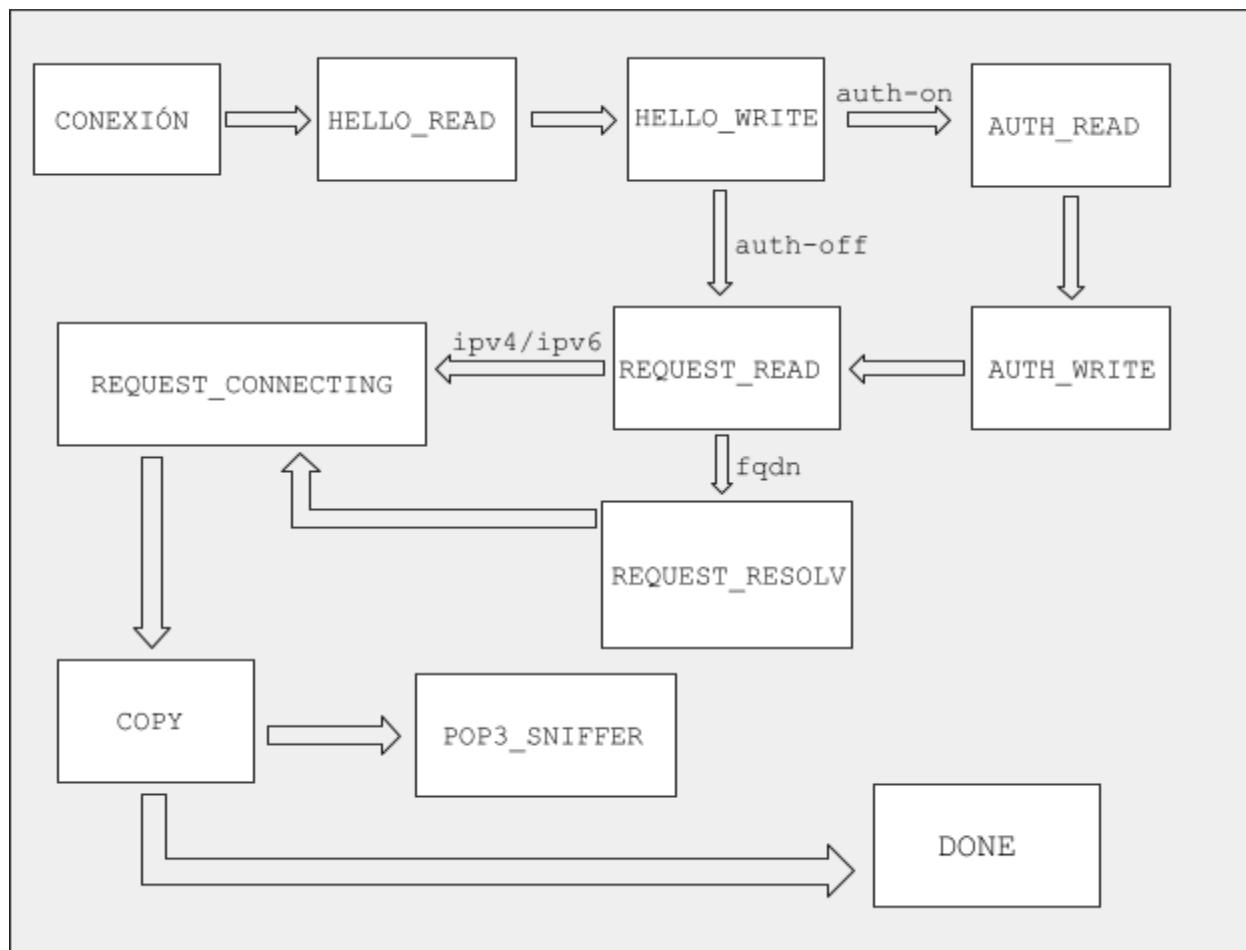 CONEXIÓN
HELLO_READ
HELLO_WRITE
auth-on
AUTH_READ
auth-off
REQUEST_CONNECTING
ipv4/ipv6
REQUEST_READ
AUTH_WRITE
fqdn
REQUEST_RESOLV
COPY
POP3_SNIFFER
DONE